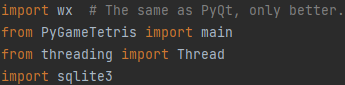 import wx  # The same as PyQt, only better.
from PyGameTetris import main
from threading import Thread
import sqlite3